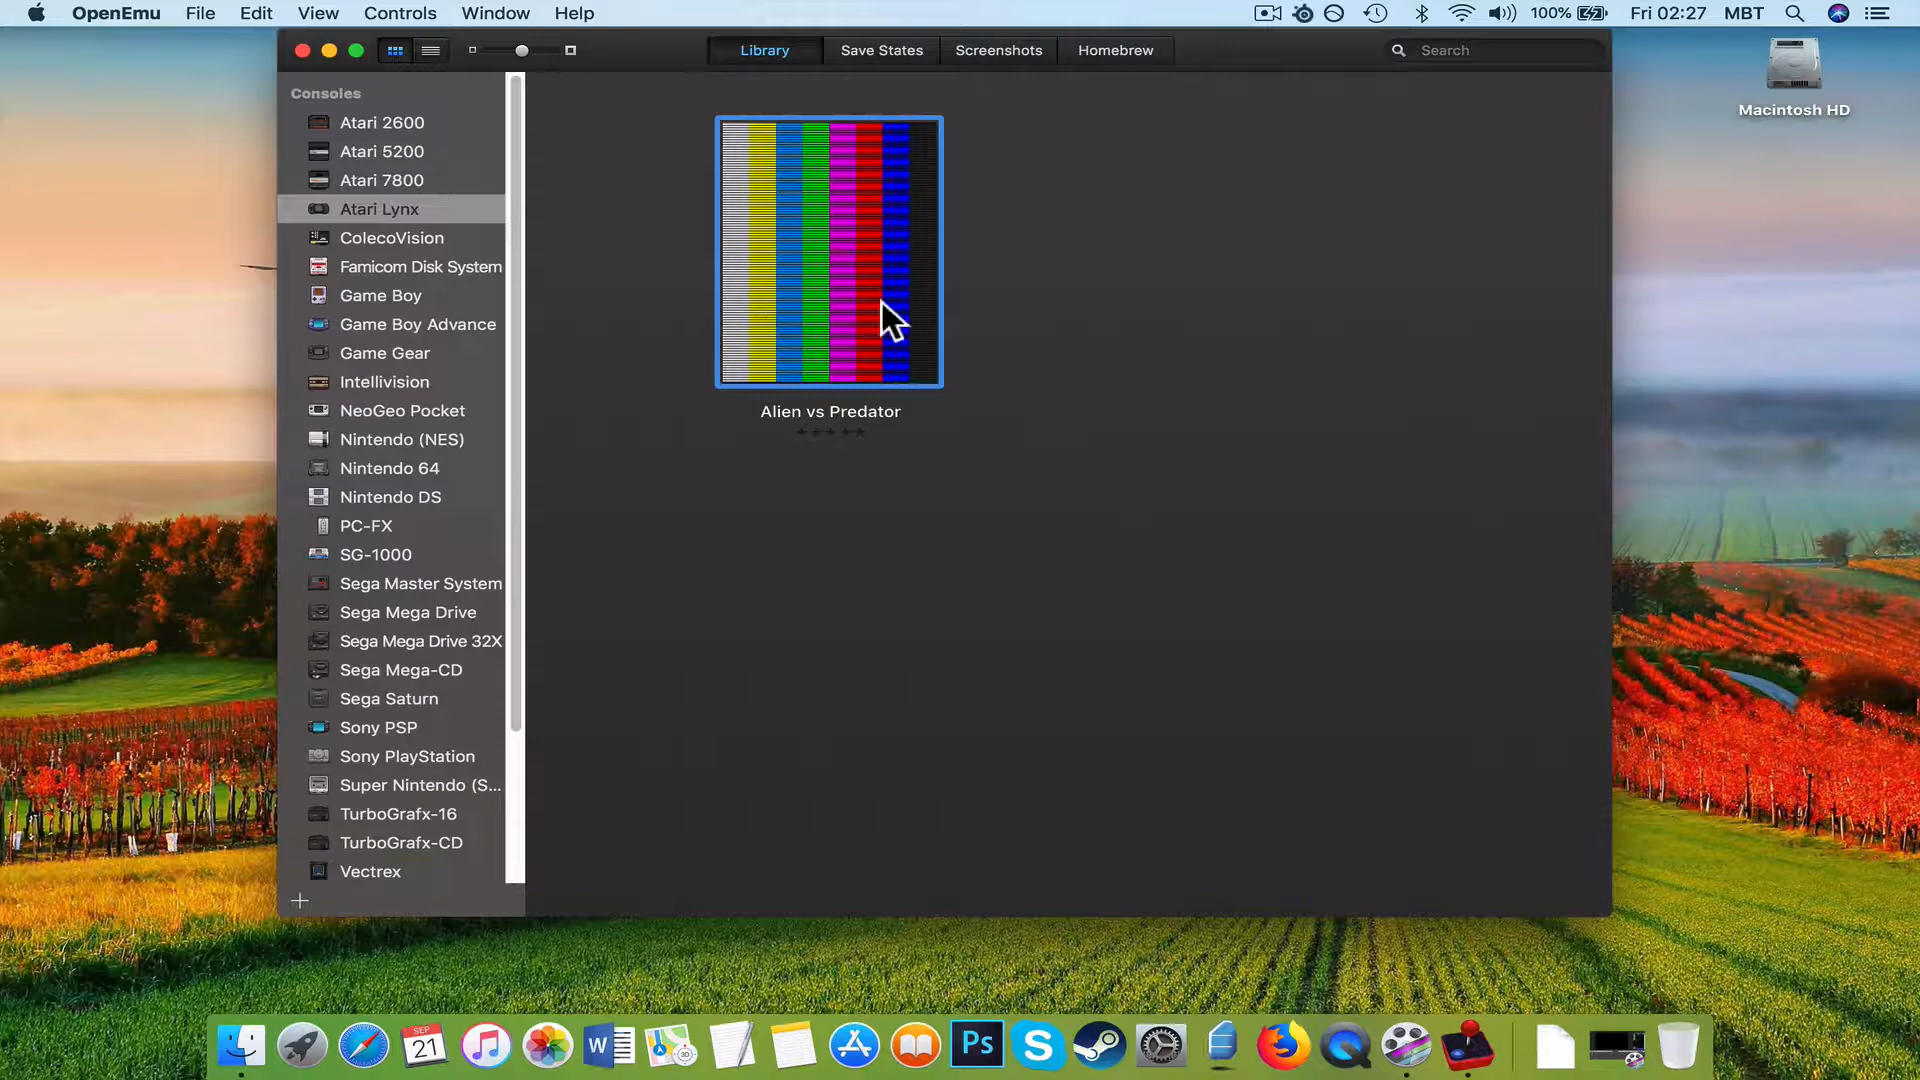 OpenEmu File Edit View Controls Window Help 100% Fri 02:27 MBT
Library Save States Screenshots Homebrew Search
Macintosh HD
Consoles
Atari 2600
Atari 5200
Atari 7800
Atari Lynx
ColecoVision
Famicom Disk System
Game Boy
Game Boy Advance
Game Gear
Intellivision
NeoGeo Pocket
Nintendo (NES)
Nintendo 64
Nintendo DS
PC-FX
SG-1000
Sega Master System
Sega Mega Drive
Sega Mega Drive 32X
Sega Mega-CD
Sega Saturn
Sony PSP
Sony PlayStation
Super Nintendo (S...
TurboGrafx-16
TurboGrafx-CD
Vectrex
Alien vs Predator
SEP
21
W
3D
Ps
S